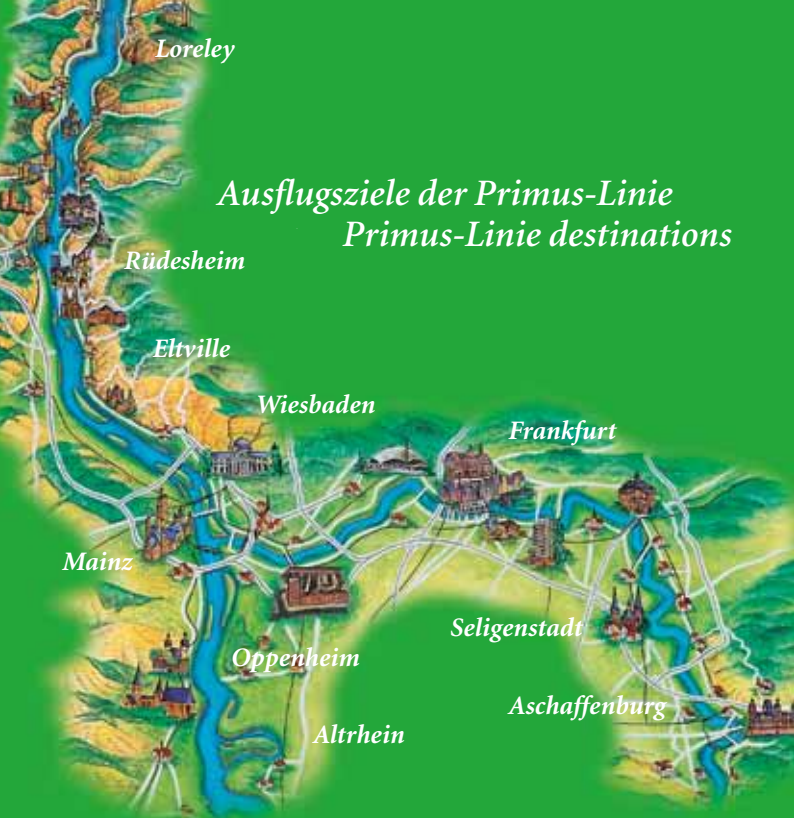 Loreley
Ausflugsziele der Primus-Linie
Primus-Linie destinations
Rüdesheim
Eltville
Wiesbaden
Frankfurt
Mainz
Seligenstadt
Oppenheim
Aschaffenburg
Altrhein